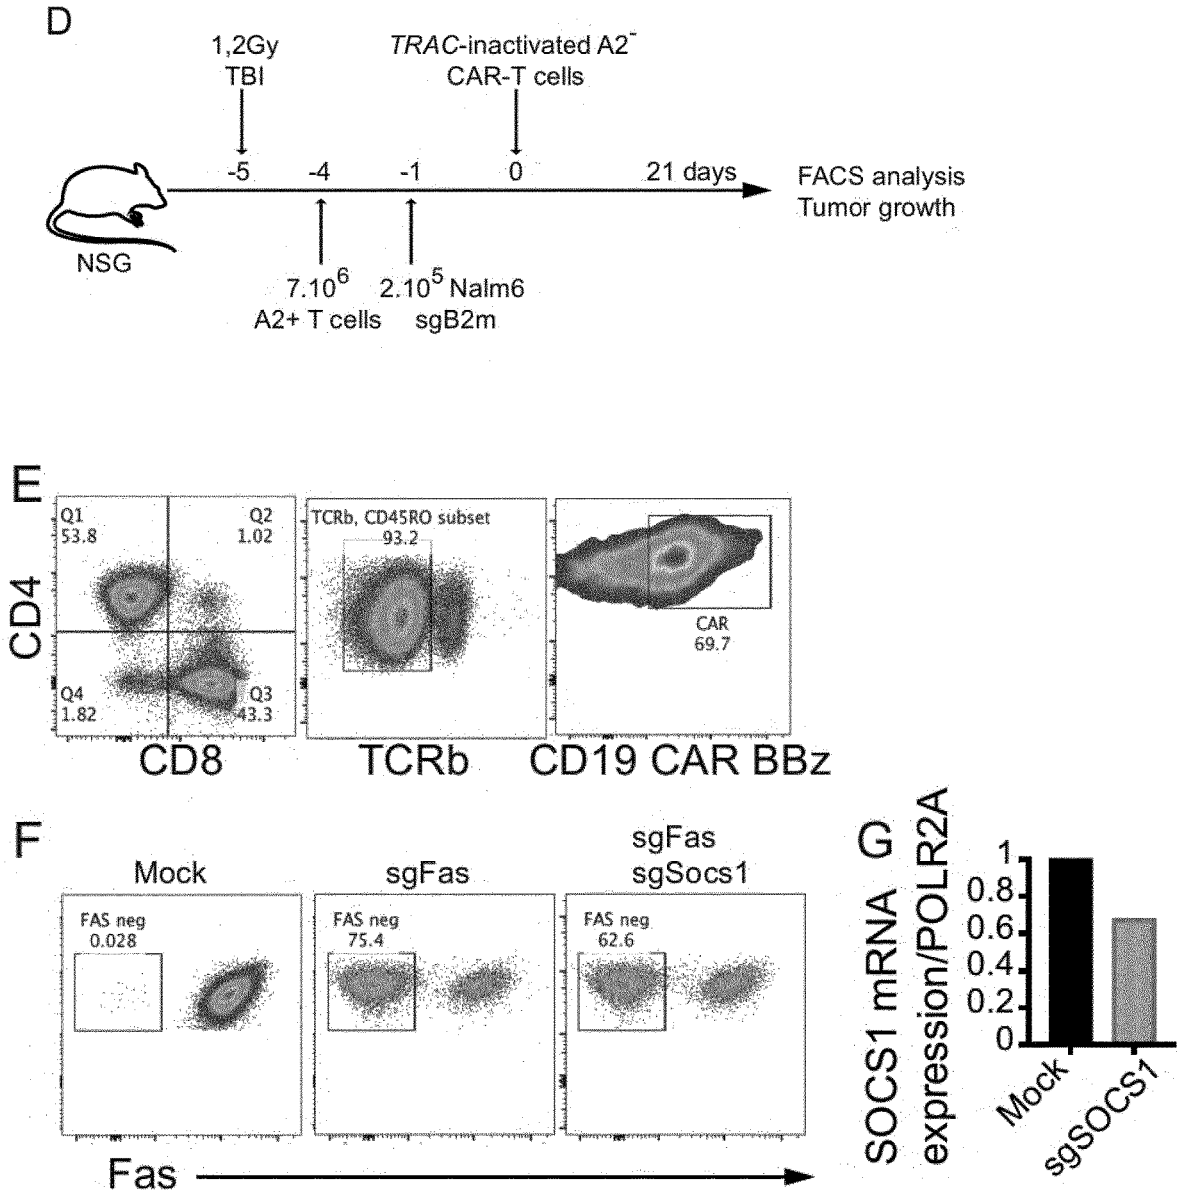 D
1,2Gy
TBI
TRAC-inactivated A2-
CAR-T cells
-5
-4
-1
0
21 days
FACS analysis
Tumor growth
NSG
7.10^6
A2+ T cells
2.10^5 Nalm6
sgB2m
E
CD4
Q1
53.8
Q2
1.02
Q4
1.82
Q3
43.3
CD8
TCRb, CD45RO subset
93.2
TCRb
CAR
69.7
CD19 CAR BBz
F
Mock
FAS neg
0.028
sgFas
FAS neg
75.4
sgFas
sgSocs1
FAS neg
62.6
Fas
G
SOCS1 mRNA
expression/POLR2A
1
0.8
0.6
0.4
0.2
0
Mock
sgSOCS1